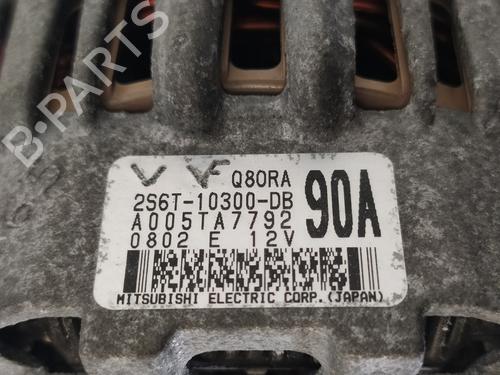 B-PARTS
Q80RA
2S6T-10300-DB
A005TA7792
90A
0802 E 12V
MITSUBISHI ELECTRIC CORP.(JAPAN)